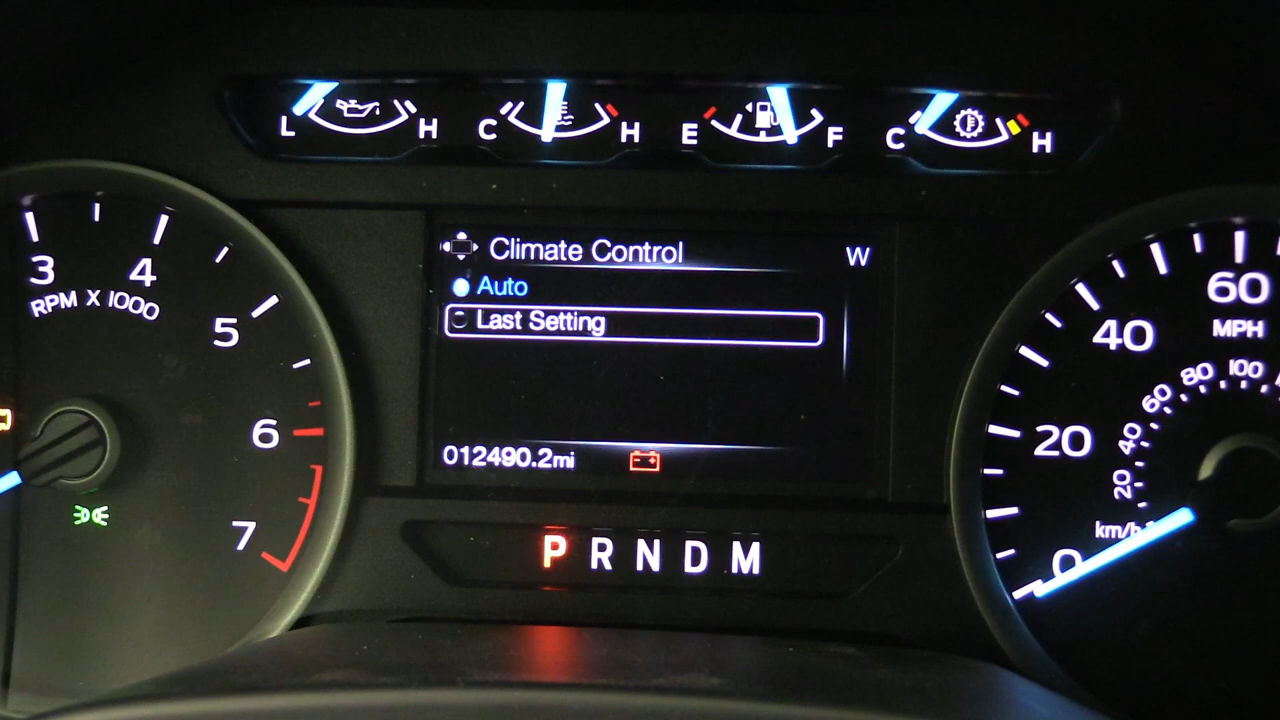 L H C H E F C H
Climate Control W
Auto
Last Setting
012490.2mi
P R N D M
3 4 5 6 7
RPM X 1000
0 20 40 60
MPH
20 40 60 80 100
km/h